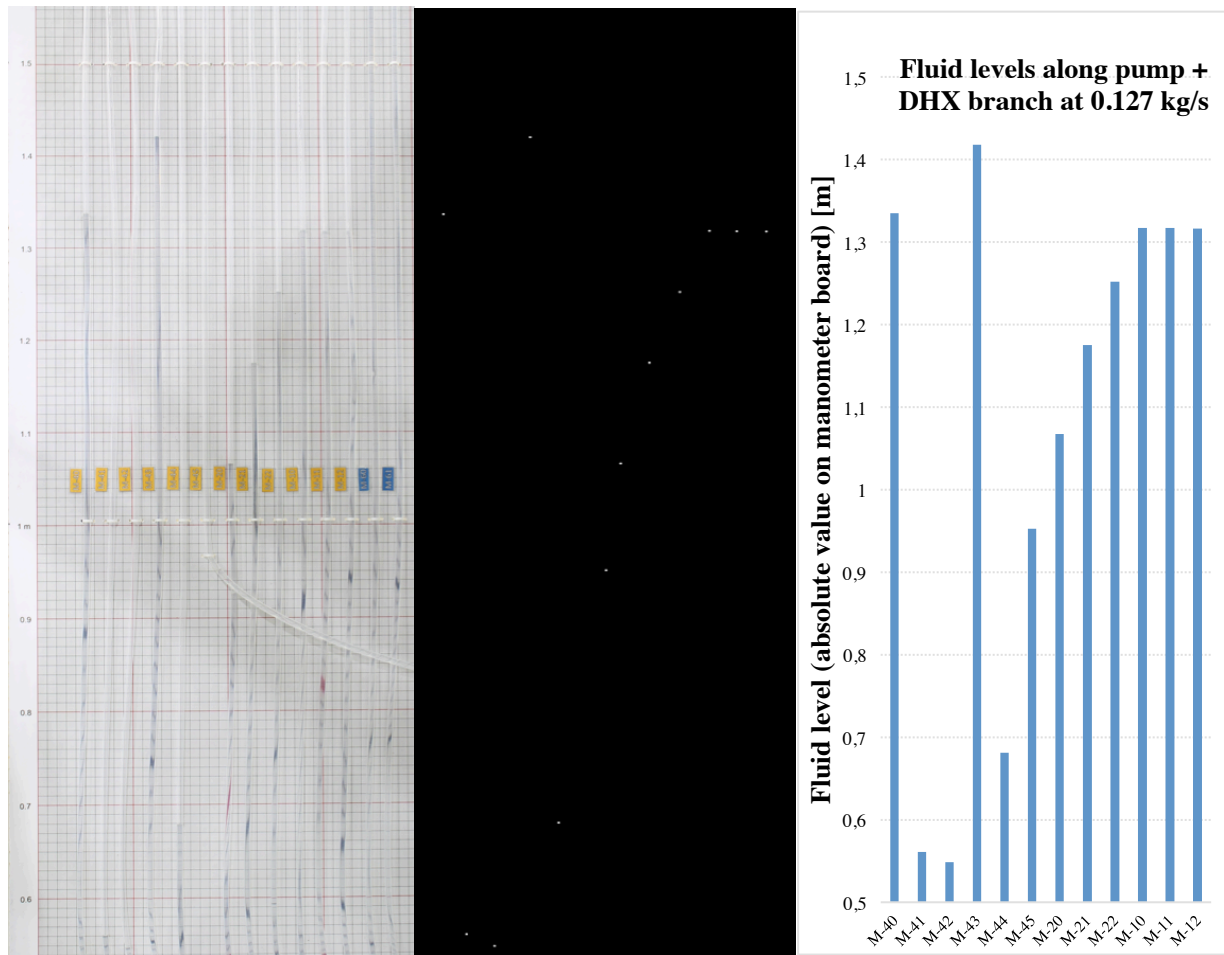 1.5
1.4
1.3
1.2
1.1
1 m
0.9
0.8
0.7
0.6
Fluid levels along pump +
DHX branch at 0.127 kg/s
Fluid level (absolute value on manometer board) [m]
1,5
1,4
1,3
1,2
1,1
1
0,9
0,8
0,7
0,6
0,5
M-40
M-41
M-42
M-43
M-44
M-45
M-20
M-21
M-22
M-10
M-11
M-12